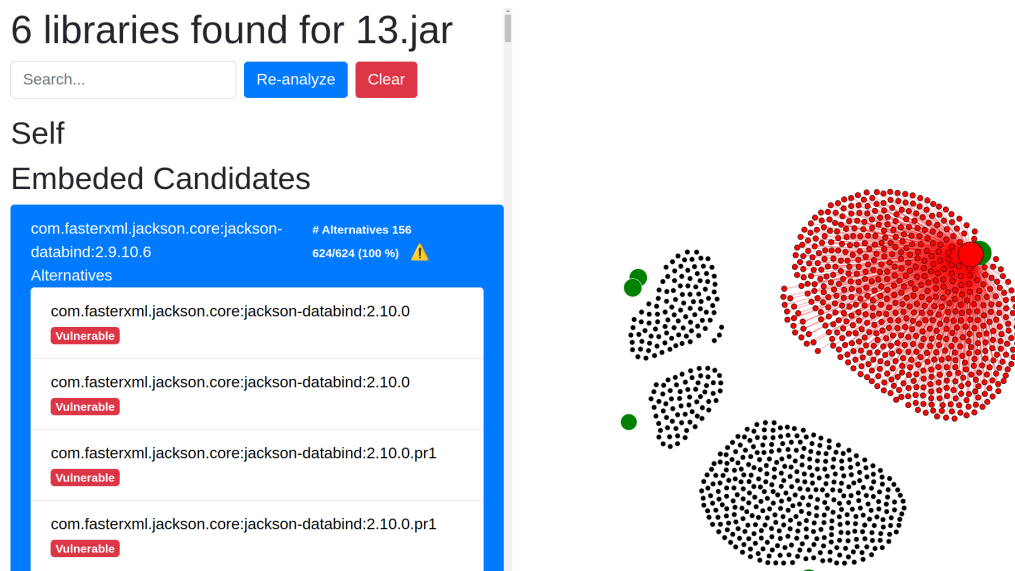 6 libraries found for 13.jar
Search...
Re-analyze
Clear
Self
Embeded Candidates
com.fasterxml.jackson.core:jackson-
databind:2.9.10.6
# Alternatives 156
624/624 (100 %)
Alternatives
com.fasterxml.jackson.core:jackson-databind:2.10.0
Vulnerable
com.fasterxml.jackson.core:jackson-databind:2.10.0
Vulnerable
com.fasterxml.jackson.core:jackson-databind:2.10.0.pr1
Vulnerable
com.fasterxml.jackson.core:jackson-databind:2.10.0.pr1
Vulnerable